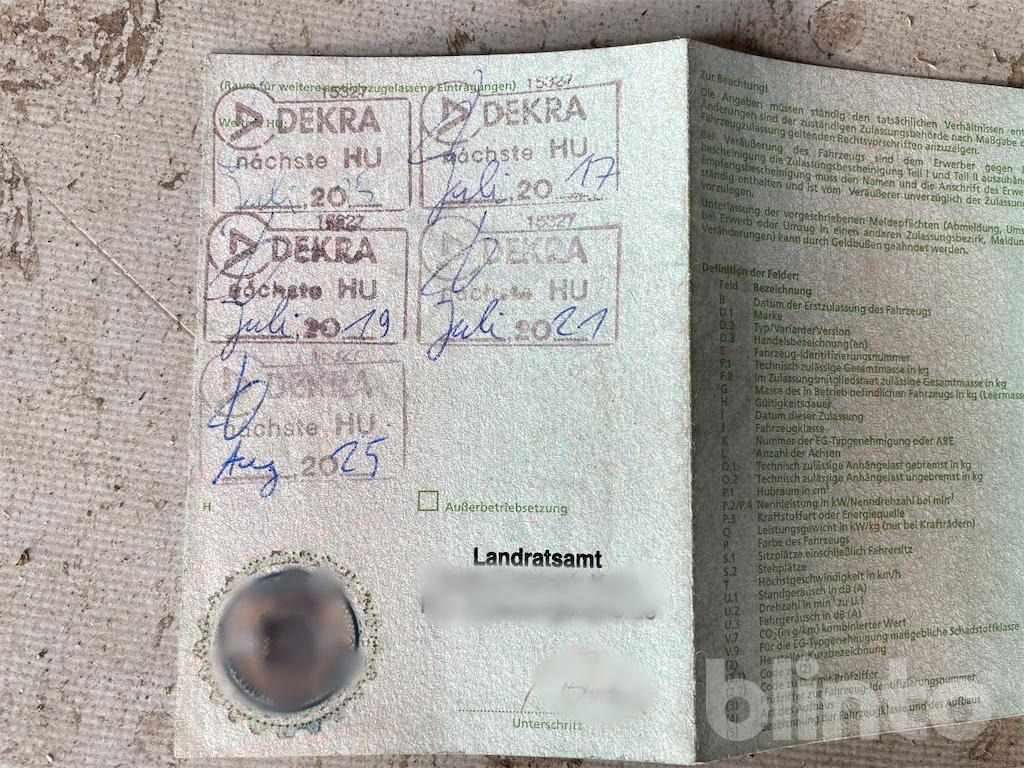 (Raum für weitere amtlich zugelassene Eintragungen)
15327
DEKRA
nächste HU
Juli, 2015
15327
DEKRA
nächste HU
Juli, 2017
15327
DEKRA
nächste HU
Juli, 2019
15327
DEKRA
nächste HU
Juli, 2021
DEKRA
nächste HU
Aug, 2025
H
Außerbetriebsetzung
Landratsamt
Unterschrift
Zur Beachtung!
Die Angaben müssen ständig den tatsächlichen Verhältnissen
Änderungen sind der zuständigen Zulassungsbehörde nach Maßgabe
Fahrzeugzulassung geltenden Rechtsvorschriften anzuzeigen.
Bei Veräußerung des Fahrzeugs sind dem Erwerber gegen
bescheinigung die Zulassungsbescheinigung Teil I und Teil II
Empfangsbescheinigung muss den Namen und die Anschrift des
ständig enthalten und ist vom Veräußerer unverzüglich der
vorzulegen.
Unterlassung der vorgeschriebenen Meldepflichten (Abmeldung,
bei Erwerb oder Umzug in einen anderen Zulassungsbezirk,
Veränderungen) kann durch Geldbußen geahndet werden.
Definition der Felder:
Feld Bezeichnung
B Datum der Erstzulassung des Fahrzeugs
D.1 Marke
D.2 Typ/Variante/Version
D.3 Handelsbezeichnung(en)
E Fahrzeug-Identifizierungsnummer
F.1 Technisch zulässige Gesamtmasse in kg
F.2 Im Zulassungsmitgliedstaat zulässige Gesamtmasse in kg
G Masse des in Betrieb befindlichen Fahrzeugs in kg
H Gültigkeitsdauer
I Datum dieser Zulassung
J Fahrzeugklasse
K Nummer der EG-Typgenehmigung oder ABE
L Anzahl der Achsen
O.1 Technisch zulässige Anhängelast gebremst in kg
O.2 Technisch zulässige Anhängelast ungebremst in kg
P.1 Hubraum in cm³
P.2/P.4 Nennleistung in kW/Nenndrehzahl bei min⁻¹
P.3 Kraftstoffart oder Energiequelle
Q Leistungsgewicht in kW/kg (nur bei Krafträdern)
R Farbe des Fahrzeugs
S.1 Sitzplätze einschließlich Fahrersitz
S.2 Stehplätze
T Höchstgeschwindigkeit in km/h
U.1 Standgeräusch in dB (A)
U.2 Drehzahl in min⁻¹ zu U.1
U.3 Fahrgeräusch in dB (A)
V.7 CO₂ (in g/km) kombinierter Wert
V.9 Für die EG-Typgenehmigung maßgebliche Schadstoffklasse
(2) Hersteller-Kurzbezeichnung
blinto